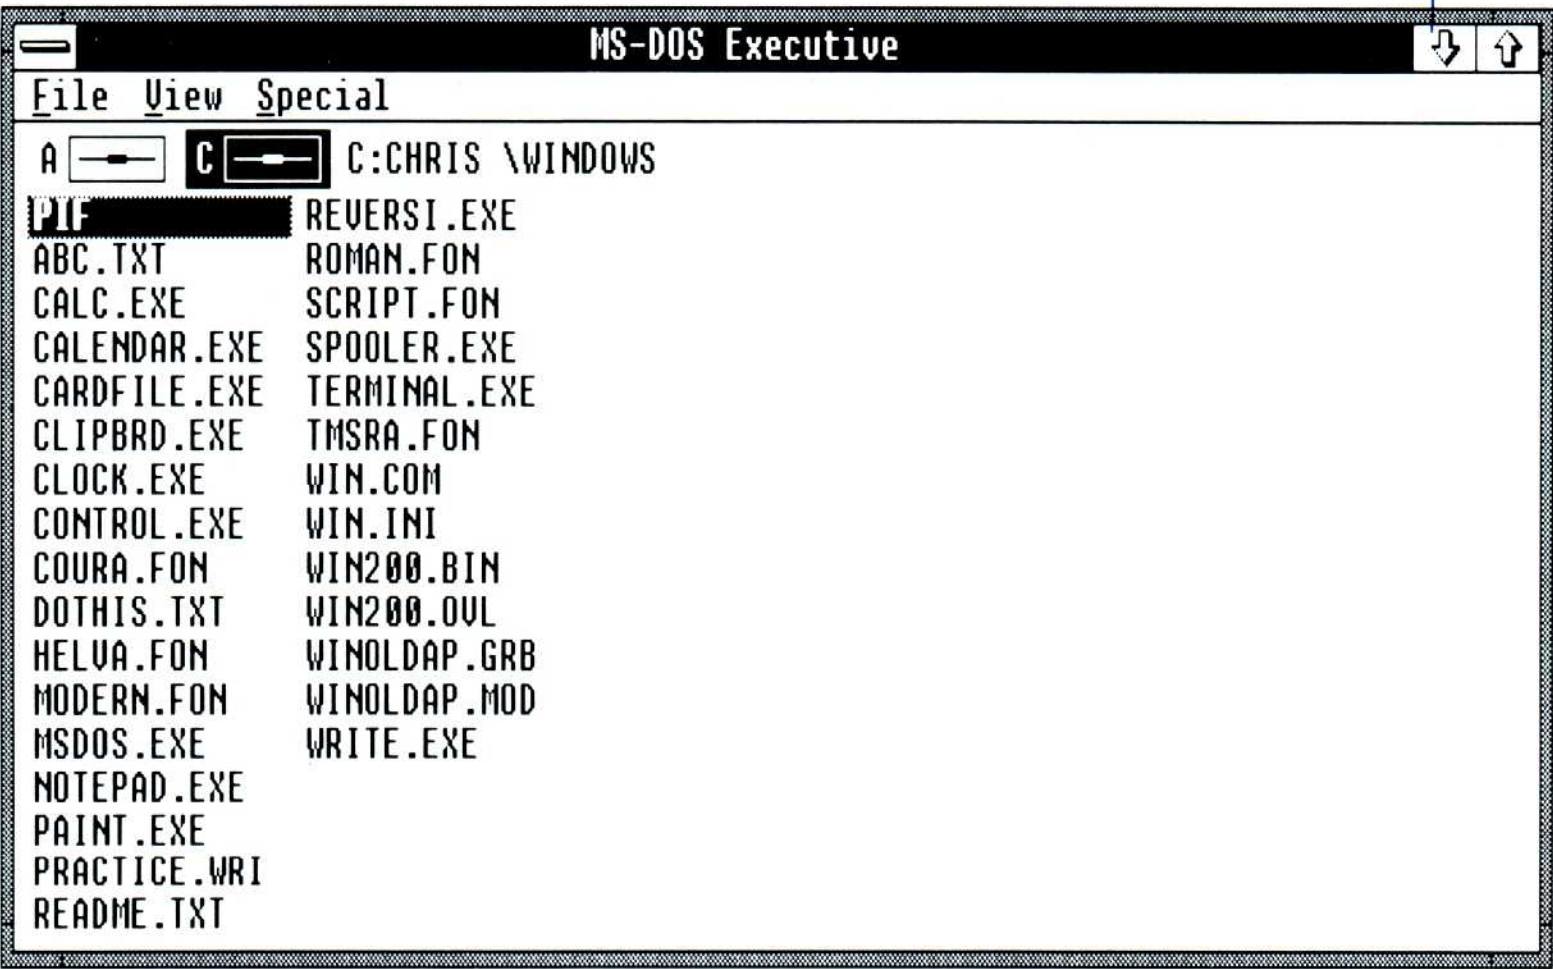 MS-DOS Executive
File View Special
A C C:CHRIS \WINDOWS
PIF
ABC.TXT
CALC.EXE
CALENDAR.EXE
CARDFILE.EXE
CLIPBRD.EXE
CLOCK.EXE
CONTROL.EXE
COURA.FON
DOTHIS.TXT
HELVA.FON
MODERN.FON
MSDOS.EXE
NOTEPAD.EXE
PAINT.EXE
PRACTICE.WRI
README.TXT
REVERSI.EXE
ROMAN.FON
SCRIPT.FON
SPOOLER.EXE
TERMINAL.EXE
TMSRA.FON
WIN.COM
WIN.INI
WIN200.BIN
WIN200.OVL
WINOLDAP.GRB
WINOLDAP.MOD
WRITE.EXE